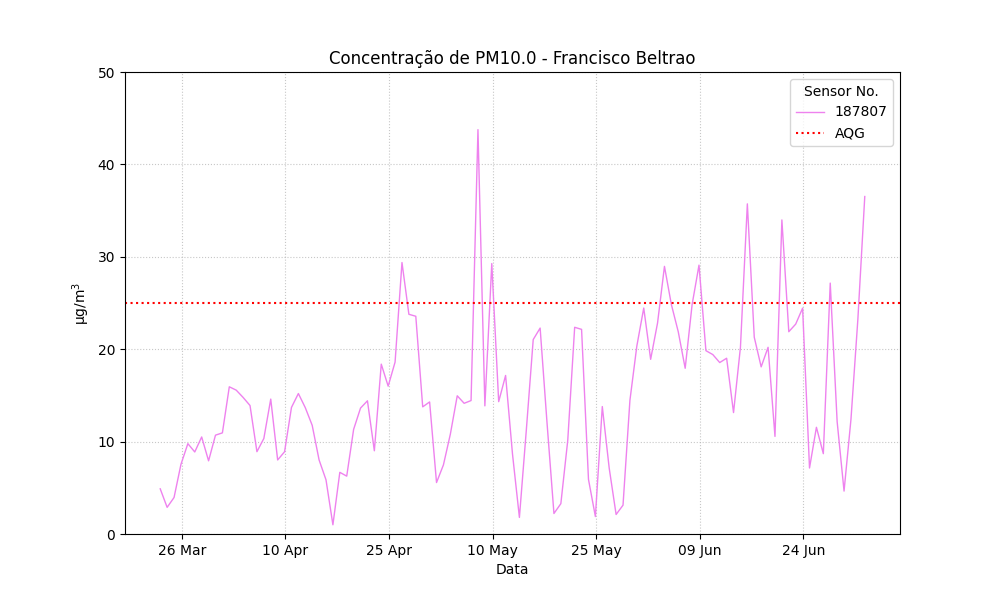 Concentração de PM10.0 - Francisco Beltrao
Sensor No.
187807
AQG
µg/m³
50
40
30
20
10
0
26 Mar
10 Apr
25 Apr
10 May
25 May
09 Jun
24 Jun
Data